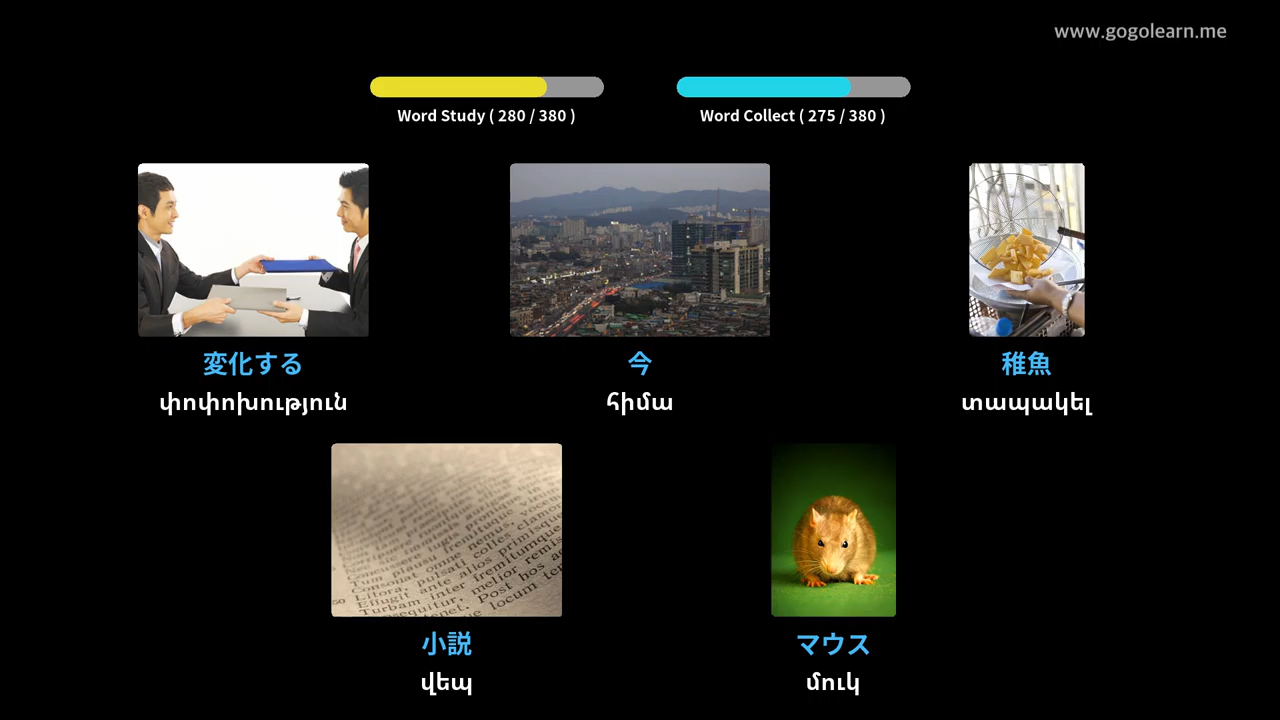 www.gogolearn.me
Word Study ( 280 / 380 )
Word Collect ( 275 / 380 )
変化する
փոփոխություն
今
հիմա
稚魚
տապակել
小説
վեպ
マウス
մուկ